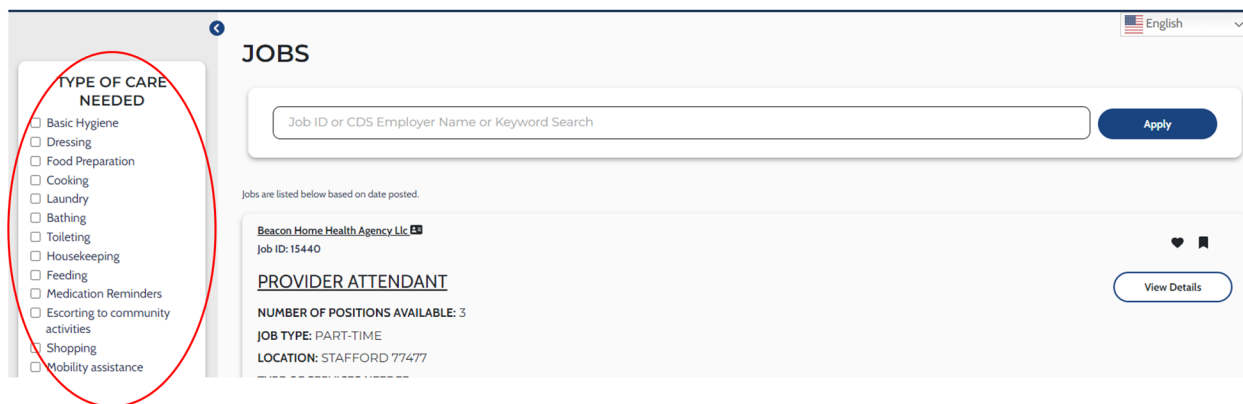 English
JOBS
TYPE OF CARE
NEEDED
Basic Hygiene
Dressing
Food Preparation
Cooking
Laundry
Bathing
Toileting
Housekeeping
Feeding
Medication Reminders
Escorting to community
activities
Shopping
Mobility assistance
Job ID or CDS Employer Name or Keyword Search
Apply
Jobs are listed below based on date posted.
Beacon Home Health Agency Llc
Job ID: 15440
PROVIDER ATTENDANT
View Details
NUMBER OF POSITIONS AVAILABLE: 3
JOB TYPE: PART-TIME
LOCATION: STAFFORD 77477